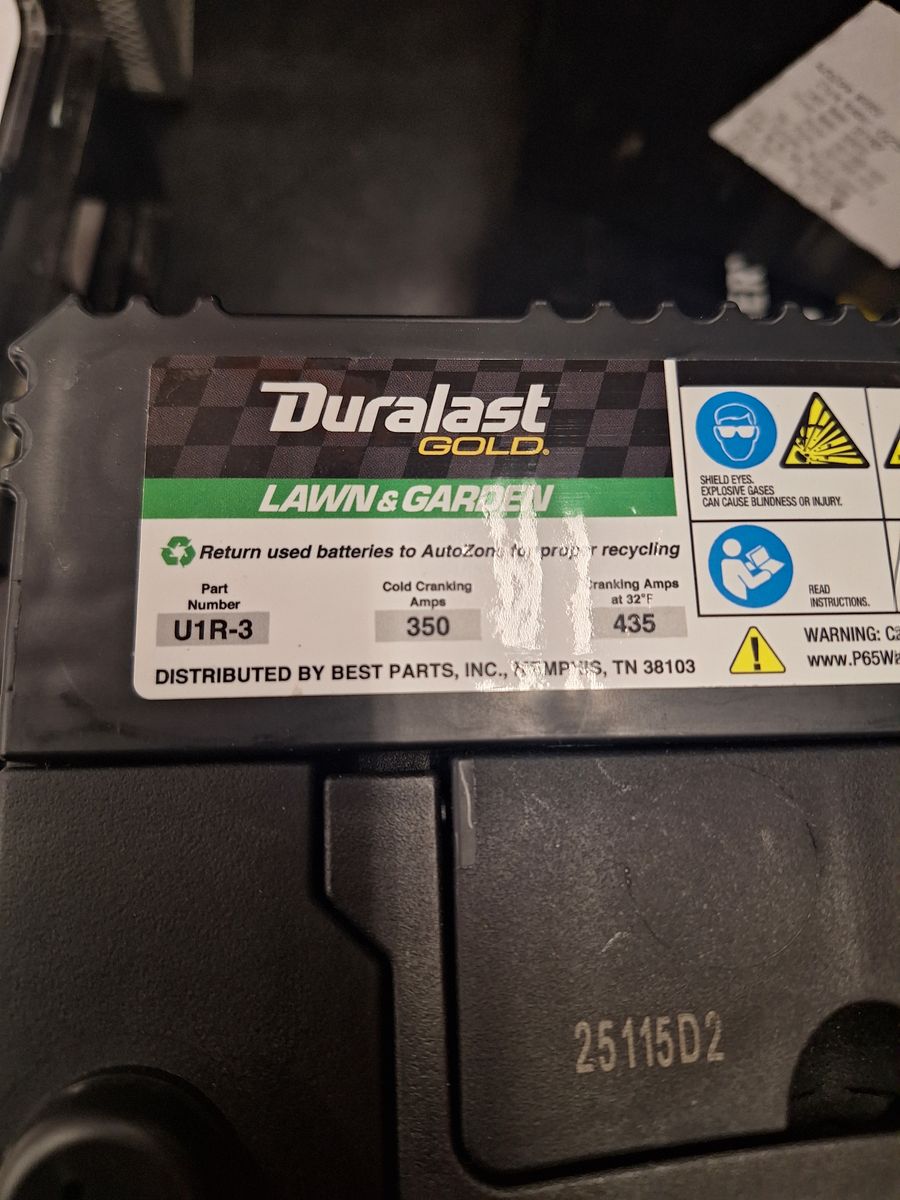 Duralast
GOLD.
LAWN & GARDEN
Return used batteries to AutoZone for proper recycling
Part
Number
U1R-3
Cold Cranking
Amps
350
Cranking Amps
at 32°F
435
DISTRIBUTED BY BEST PARTS, INC., MEMPHIS, TN 38103
SHIELD EYES.
EXPLOSIVE GASES
CAN CAUSE BLINDNESS OR INJURY.
READ
INSTRUCTIONS.
WARNING:
www.P65Wa
25115D2